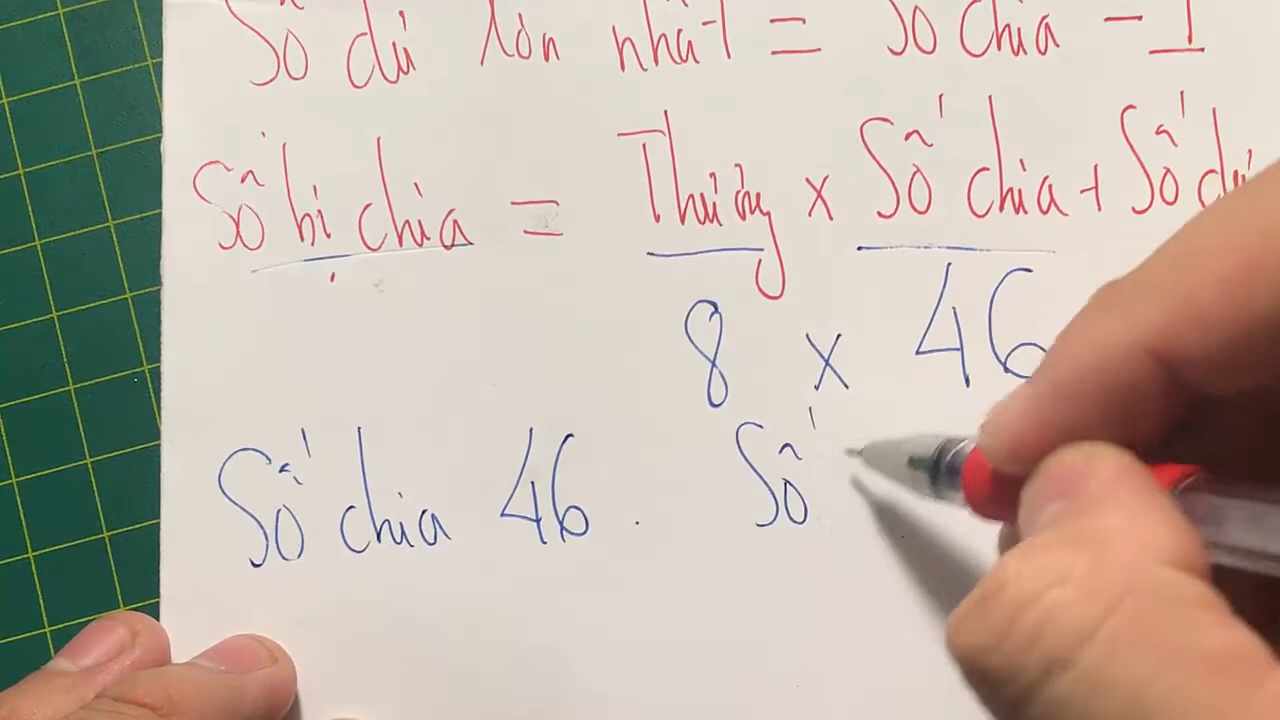 Số dư lớn nhất = số chia - 1
Số bị chia = Thương x Số chia + Số dư
8 x 46
Số chia 46. Số